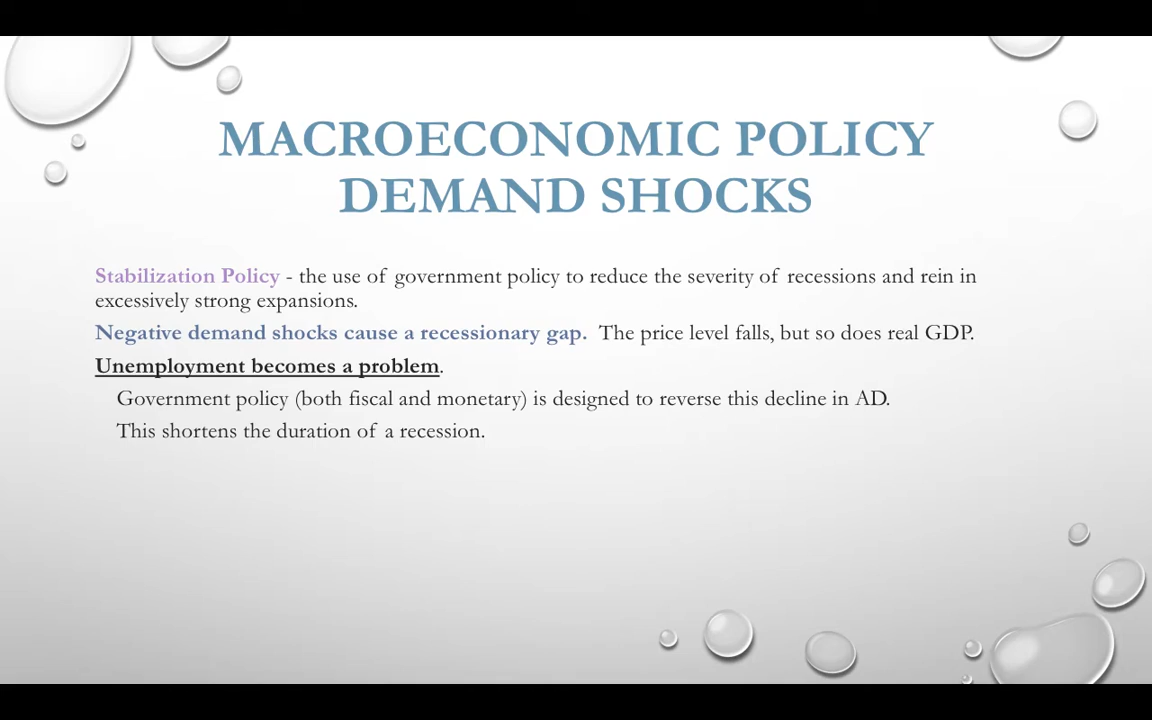 MACROECONOMIC POLICY
DEMAND SHOCKS
Stabilization Policy - the use of government policy to reduce the severity of recessions and rein in
excessively strong expansions.
Negative demand shocks cause a recessionary gap. The price level falls, but so does real GDP.
Unemployment becomes a problem.
Government policy (both fiscal and monetary) is designed to reverse this decline in AD.
This shortens the duration of a recession.